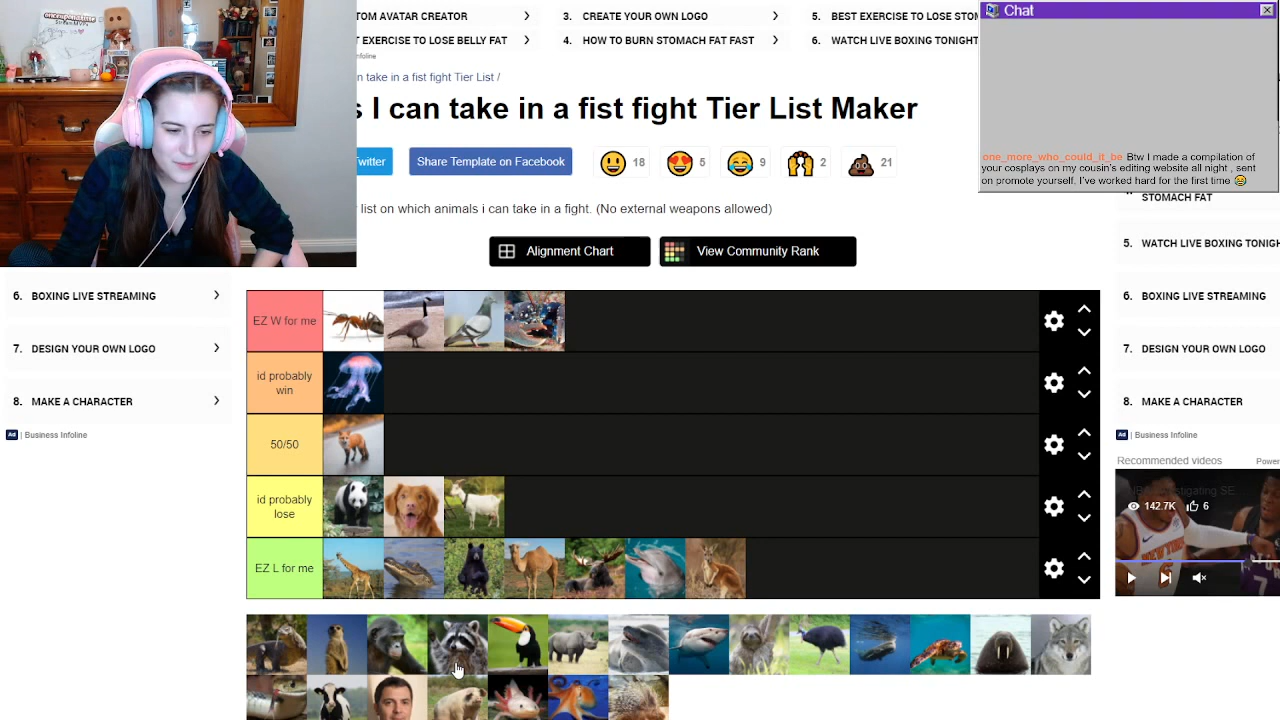 TOM AVATAR CREATOR
3. CREATE YOUR OWN LOGO
5. BEST EXERCISE TO LOSE STOM
T EXERCISE TO LOSE BELLY FAT
4. HOW TO BURN STOMACH FAT FAST
6. WATCH LIVE BOXING TONIGHT
Infoline
n take in a fist fight Tier List /
s I can take in a fist fight Tier List Maker
Twitter
Share Template on Facebook
18
5
9
2
21
list on which animals i can take in a fight. (No external weapons allowed)
Alignment Chart
View Community Rank
Chat
one_more_who_could_it_be Btw I made a compilation of
your cosplays on my cousin's editing website all night , sent
on promote yourself. I've worked hard for the first time 😂
STOMACH FAT
5. WATCH LIVE BOXING TONIGH
6. BOXING LIVE STREAMING
7. DESIGN YOUR LOGO
8. MAKE A CHARACTER
Ad | Business Infoline
6. BOXING LIVE STREAMING
7. DESIGN YOUR OWN LOGO
8. MAKE A CHARACTER
Ad | Business Infoline
EZ W for me
id probably
win
50/50
id probably
lose
EZ L for me
Recommended videos
Power
142.7K
6
NEW YORK